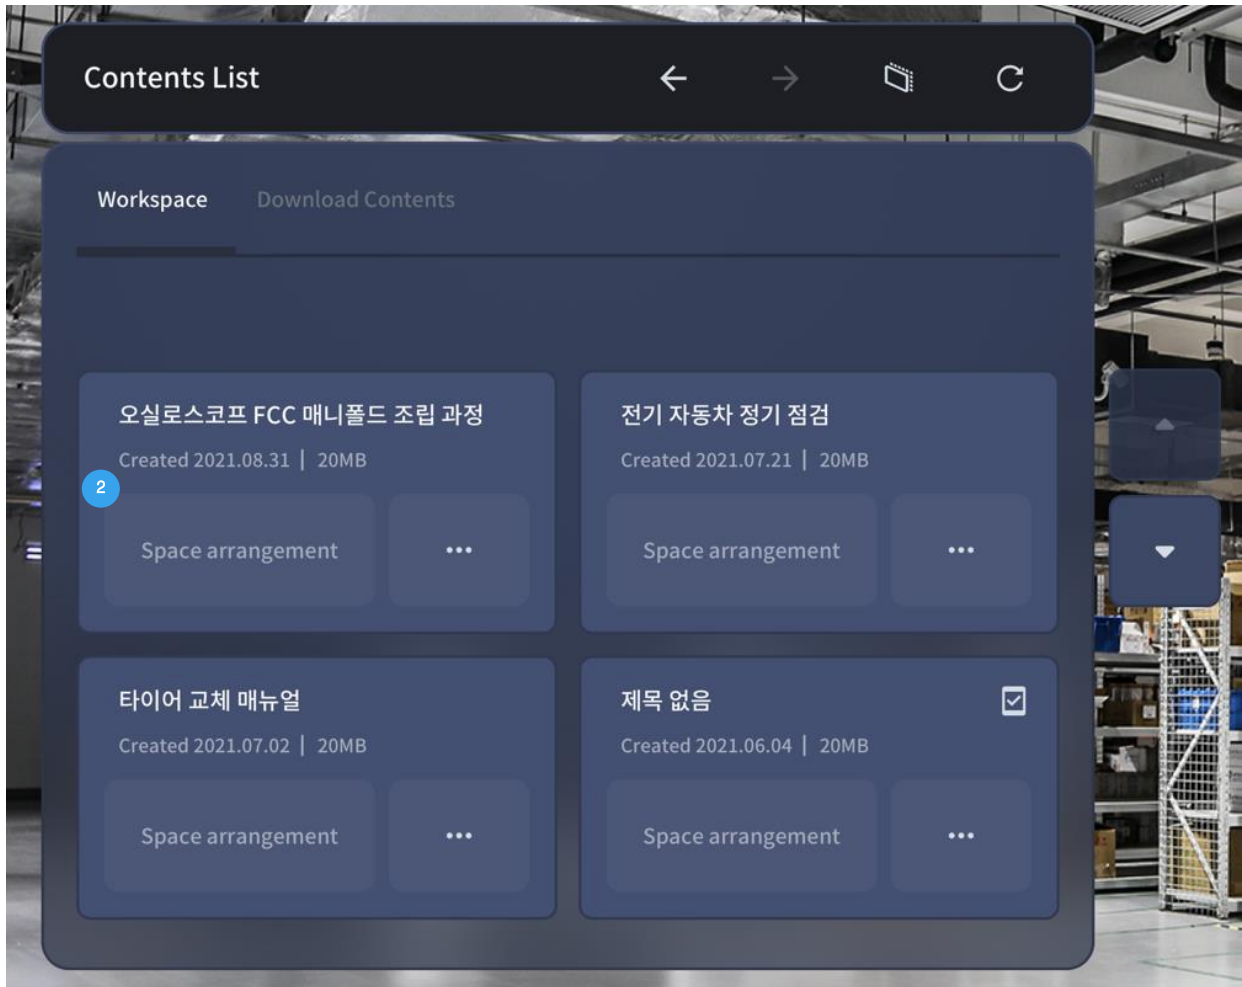 Contents List
Workspace
Download Contents
오실로스코프 FCC 매니폴드 조립 과정
Created 2021.08.31 | 20MB
2
Space arrangement
전기 자동차 정기 점검
Created 2021.07.21 | 20MB
Space arrangement
타이어 교체 매뉴얼
Created 2021.07.02 | 20MB
Space arrangement
제목 없음
Created 2021.06.04 | 20MB
Space arrangement